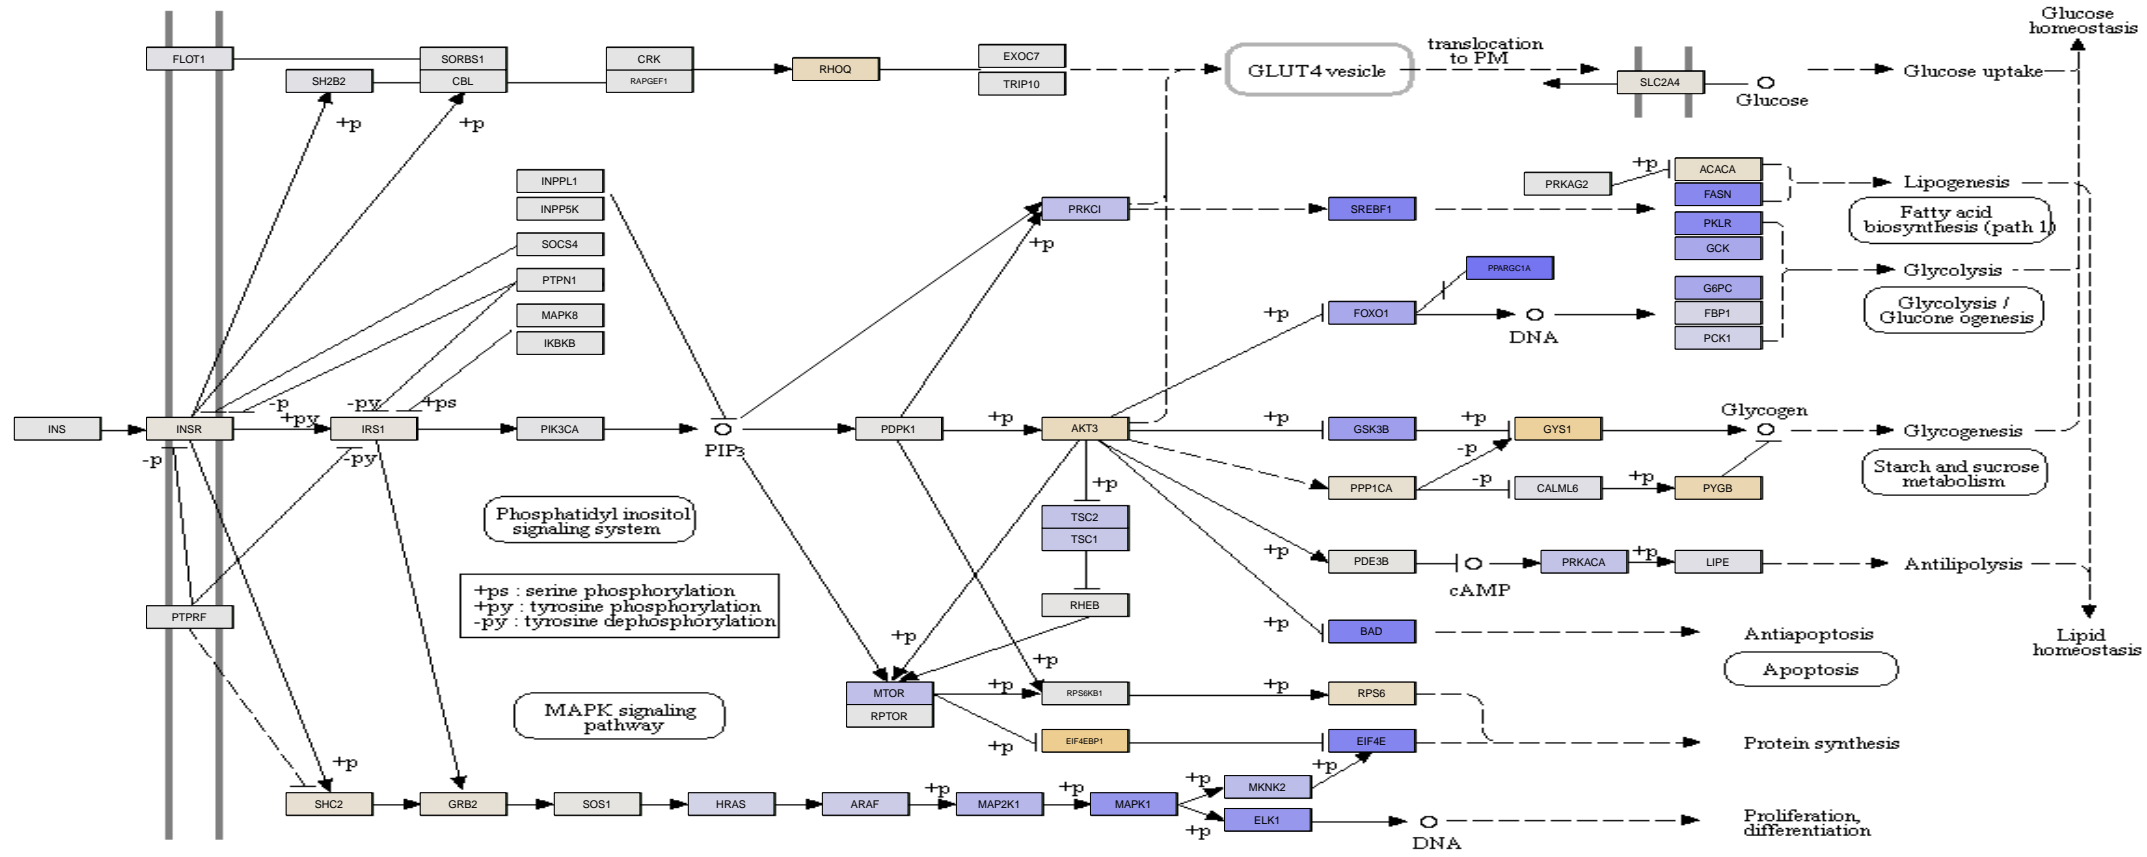 Glucose
homeostasis
FLOT1
SORBS1
CRK
EXOC7
translocation
to PM
SH2B2
CBL
RAPGEF1
RHOQ
TRIP10
GLUT4 vesicle
SLC2A4
Glucose
Glucose uptake
+p
+p
INPPL1
INPP5K
SOCS4
PTPN1
MAPK8
IKBKB
PRKCI
+p
SREBF1
PRKAG2
+p
ACACA
FASN
PKLR
GCK
Lipogenesis
Fatty acid
biosynthesis (path 1)
PPARGC1A
G6PC
FBP1
PCK1
Glycolysis
Glycolysis /
Glucone ogenesis
+p
FOXO1
DNA
INS
INSR
-p
+py
-p
-py
+ps
IRS1
-py
PIK3CA
PIP3
PDPK1
+p
AKT3
+p
GSK3B
+p
-p
GYS1
Glycogen
Glycogenesis
Starch and sucrose
metabolism
PPP1CA
-p
CALML6
+p
PYGB
Phosphatidyl inositol
signaling system
+p
TSC2
TSC1
+p
PDE3B
cAMP
PRKACA
+p
LIPE
Antilipolysis
+ps : serine phosphorylation
+py : tyrosine phosphorylation
-py : tyrosine dephosphorylation
PTPRF
RHEB
+p
+p
BAD
Antiapoptosis
Apoptosis
Lipid
homeostasis
MAPK signaling
pathway
MTOR
RPTOR
+p
+p
+p
RPS6KB1
+p
RPS6
EIF4EBP1
EIF4E
Protein synthesis
+p
SHC2
GRB2
SOS1
HRAS
ARAF
+p
MAP2K1
+p
MAPK1
+p
+p
MKNK2
+p
ELK1
DNA
Proliferation,
differentiation